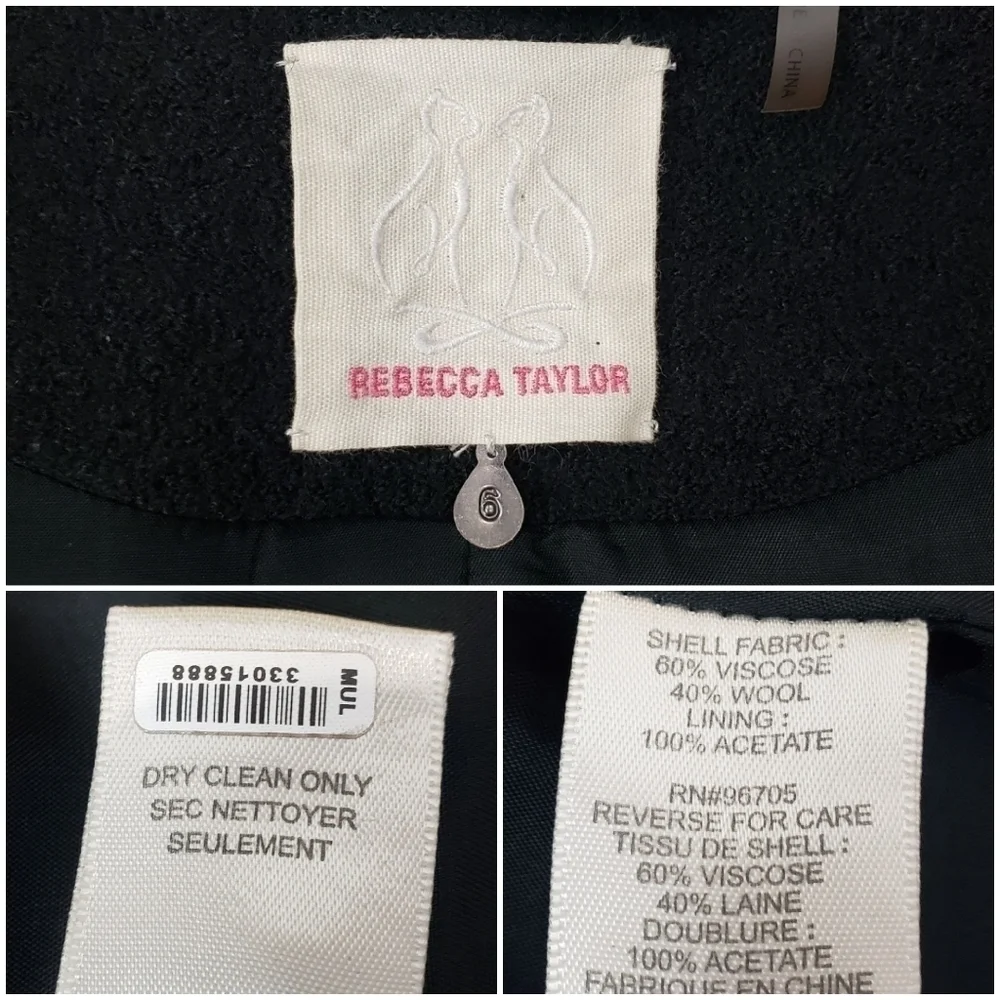 E CHINA
REBECCA TAYLOR
6
33015888
MUL
DRY CLEAN ONLY
SEC NETTOYER
SEULEMENT
SHELL FABRIC :
60% VISCOSE
40% WOOL
LINING :
100% ACETATE
RN#96705
REVERSE FOR CARE
TISSU DE SHELL :
60% VISCOSE
40% LAINE
DOUBLURE :
100% ACETATE
FABRIQUE EN CHINE